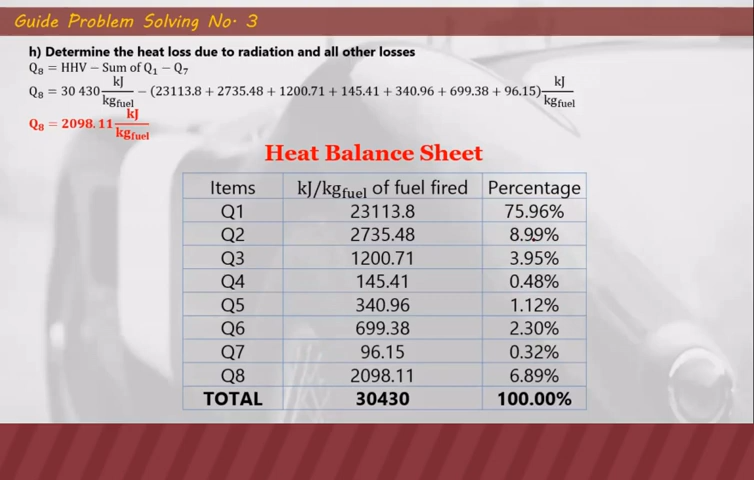 Guide Problem Solving No. 3
h) Determine the heat loss due to radiation and all other losses
Q₈ = HHV − Sum of Q₁ − Q₇
Q₈ = 30 430 kJ/kg_fuel − (23113.8 + 2735.48 + 1200.71 + 145.41 + 340.96 + 699.38 + 96.15) kJ/kg_fuel
Q₈ = 2098.11 kJ/kg_fuel
Heat Balance Sheet
Items kJ/kg_fuel of fuel fired Percentage
Q1 23113.8 75.96%
Q2 2735.48 8.99%
Q3 1200.71 3.95%
Q4 145.41 0.48%
Q5 340.96 1.12%
Q6 699.38 2.30%
Q7 96.15 0.32%
Q8 2098.11 6.89%
TOTAL 30430 100.00%